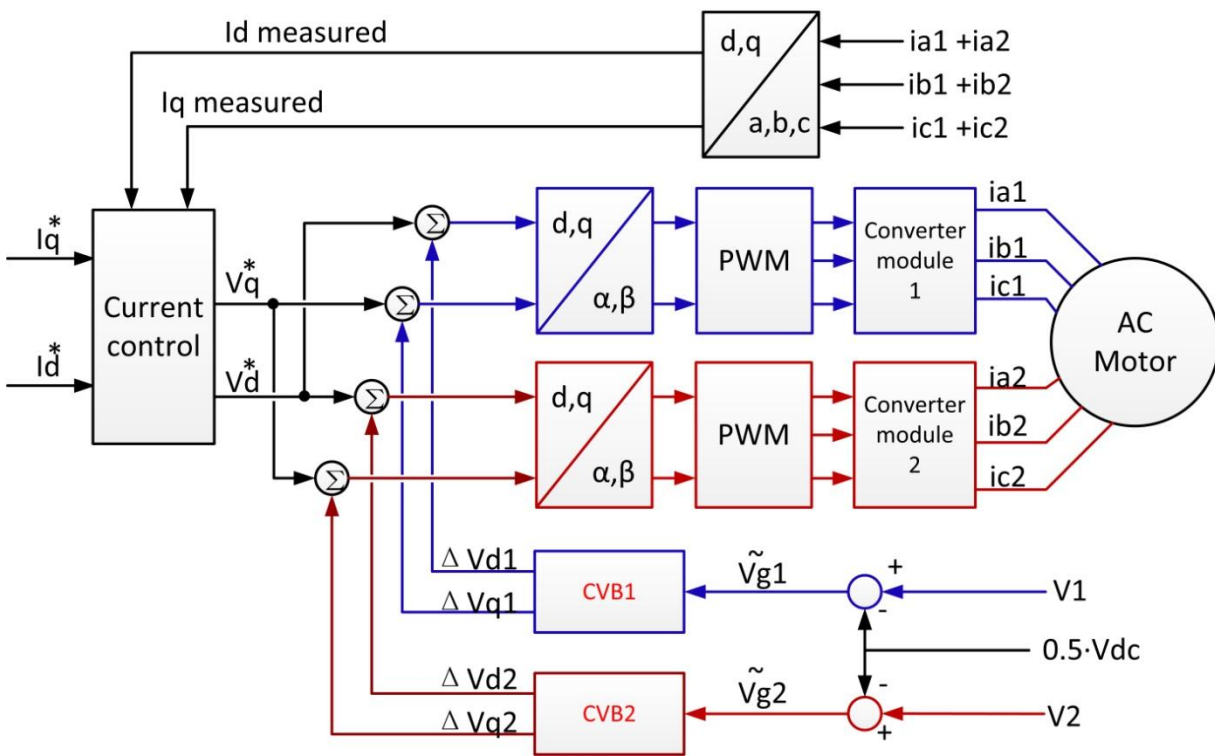 Id measured
Iq measured
d,q
a,b,c
ia1 +ia2
ib1 +ib2
ic1 +ic2
Iq*
Id*
Current
control
Vq*
Vd*
Σ
Σ
Σ
Σ
d,q
α,β
PWM
Converter
module
1
ia1
ib1
ic1
AC
Motor
d,q
α,β
PWM
Converter
module
2
ia2
ib2
ic2
Δ Vd1
Δ Vq1
CVB1
Ṽg1
+
-
V1
0.5·Vdc
Δ Vd2
Δ Vq2
CVB2
Ṽg2
-
+
V2